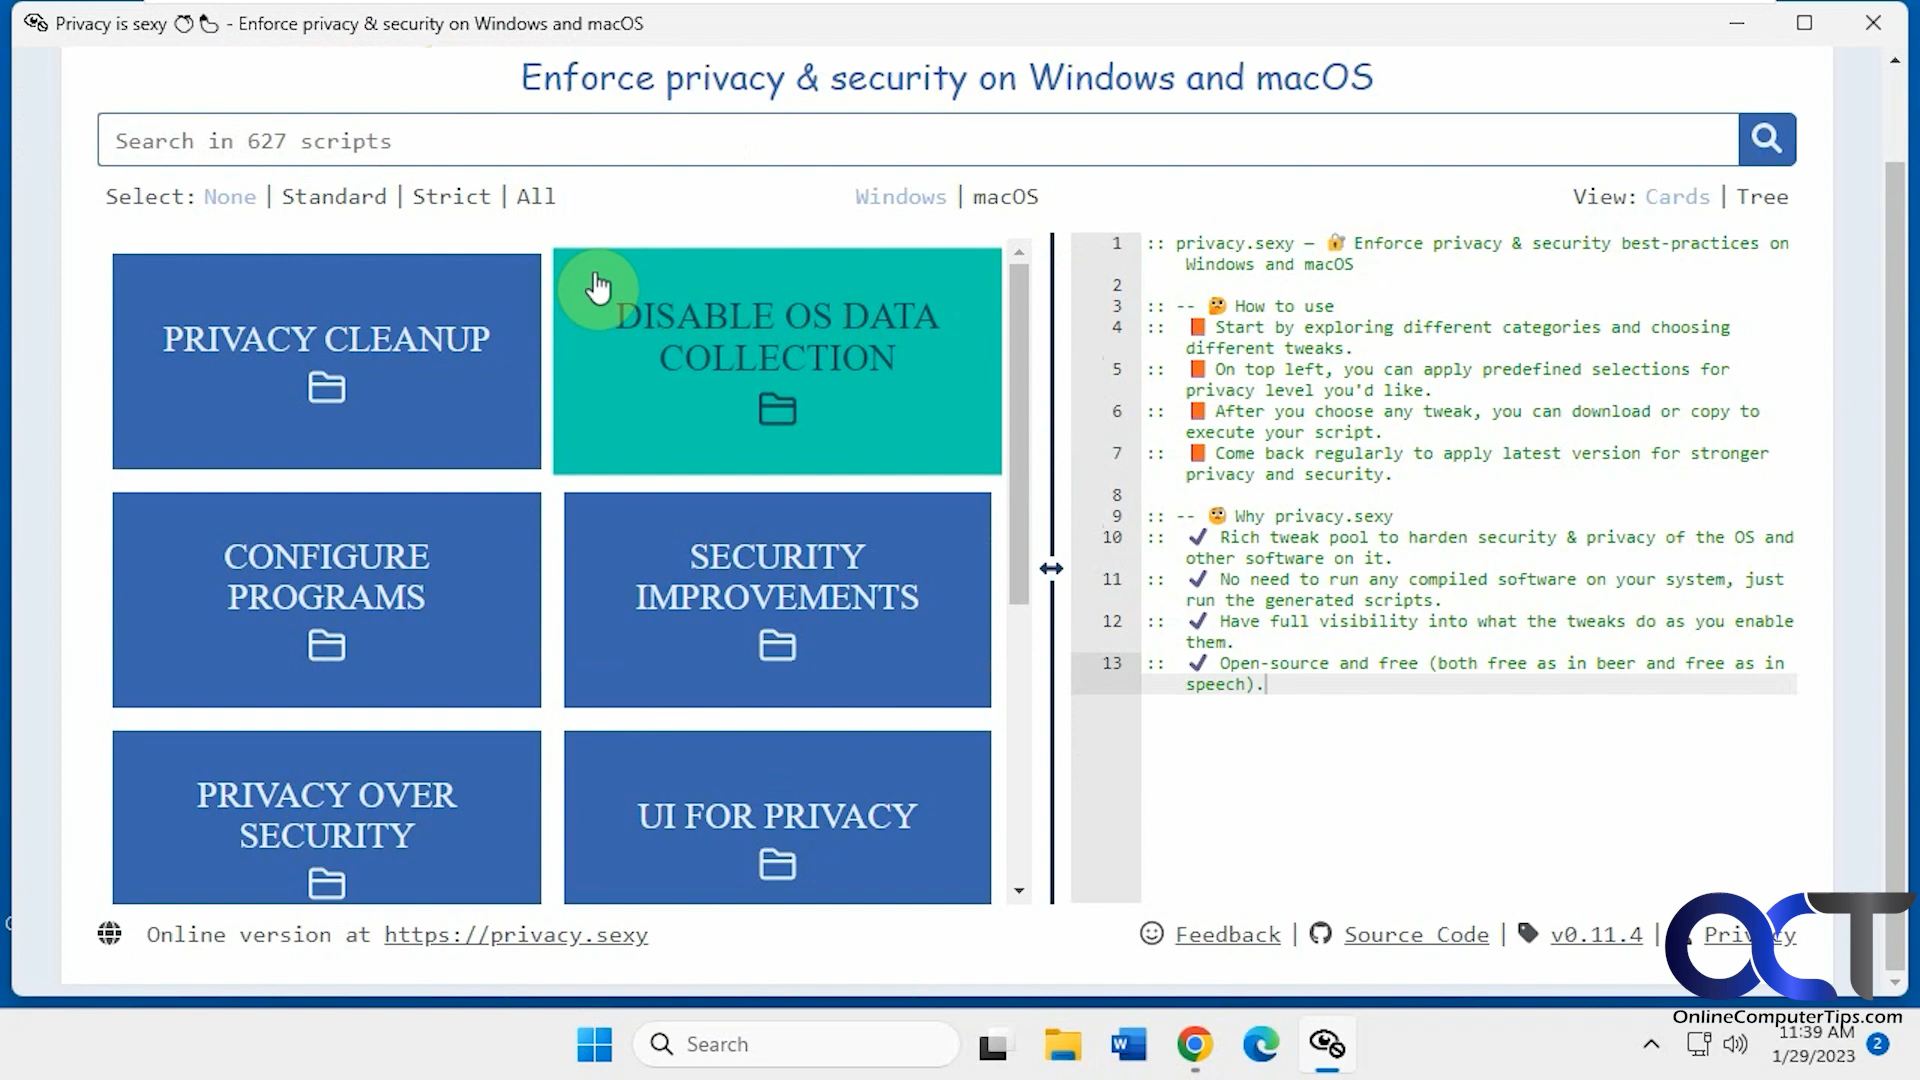 Privacy is sexy 🍑🍆 - Enforce privacy & security on Windows and macOS
Enforce privacy & security on Windows and macOS
Search in 627 scripts
Select: None | Standard | Strict | All
Windows | macOS
View: Cards | Tree
PRIVACY CLEANUP
DISABLE OS DATA
COLLECTION
CONFIGURE
PROGRAMS
SECURITY
IMPROVEMENTS
PRIVACY OVER
SECURITY
UI FOR PRIVACY
1 :: privacy.sexy — 🔐 Enforce privacy & security best-practices on
Windows and macOS
2
3 :: -- 🤔 How to use
4 :: 📙 Start by exploring different categories and choosing
different tweaks.
5 :: 📙 On top left, you can apply predefined selections for
privacy level you'd like.
6 :: 📙 After you choose any tweak, you can download or copy to
execute your script.
7 :: 📙 Come back regularly to apply latest version for stronger
privacy and security.
8
9 :: -- 🧐 Why privacy.sexy
10 :: ✔ Rich tweak pool to harden security & privacy of the OS and
other software on it.
11 :: ✔ No need to run any compiled software on your system, just
run the generated scripts.
12 :: ✔ Have full visibility into what the tweaks do as you enable
them.
13 :: ✔ Open-source and free (both free as in beer and free as in
speech).
Online version at https://privacy.sexy
Feedback | Source Code | v0.11.4 | Privacy
OCT
OnlineComputerTips.com
Search
W
11:39 AM
1/29/2023
2